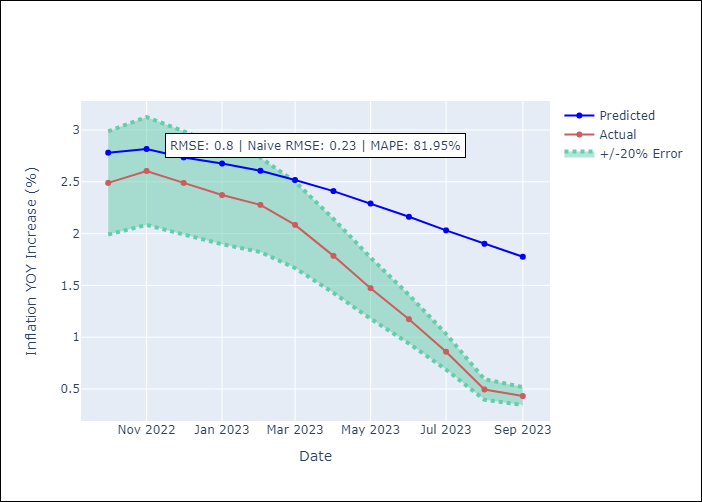 RMSE: 0.8 | Naive RMSE: 0.23 | MAPE: 81.95%
Predicted
Actual
+/-20% Error
Inflation YOY Increase (%)
3
2.5
2
1.5
1
0.5
Nov 2022
Jan 2023
Mar 2023
May 2023
Jul 2023
Sep 2023
Date